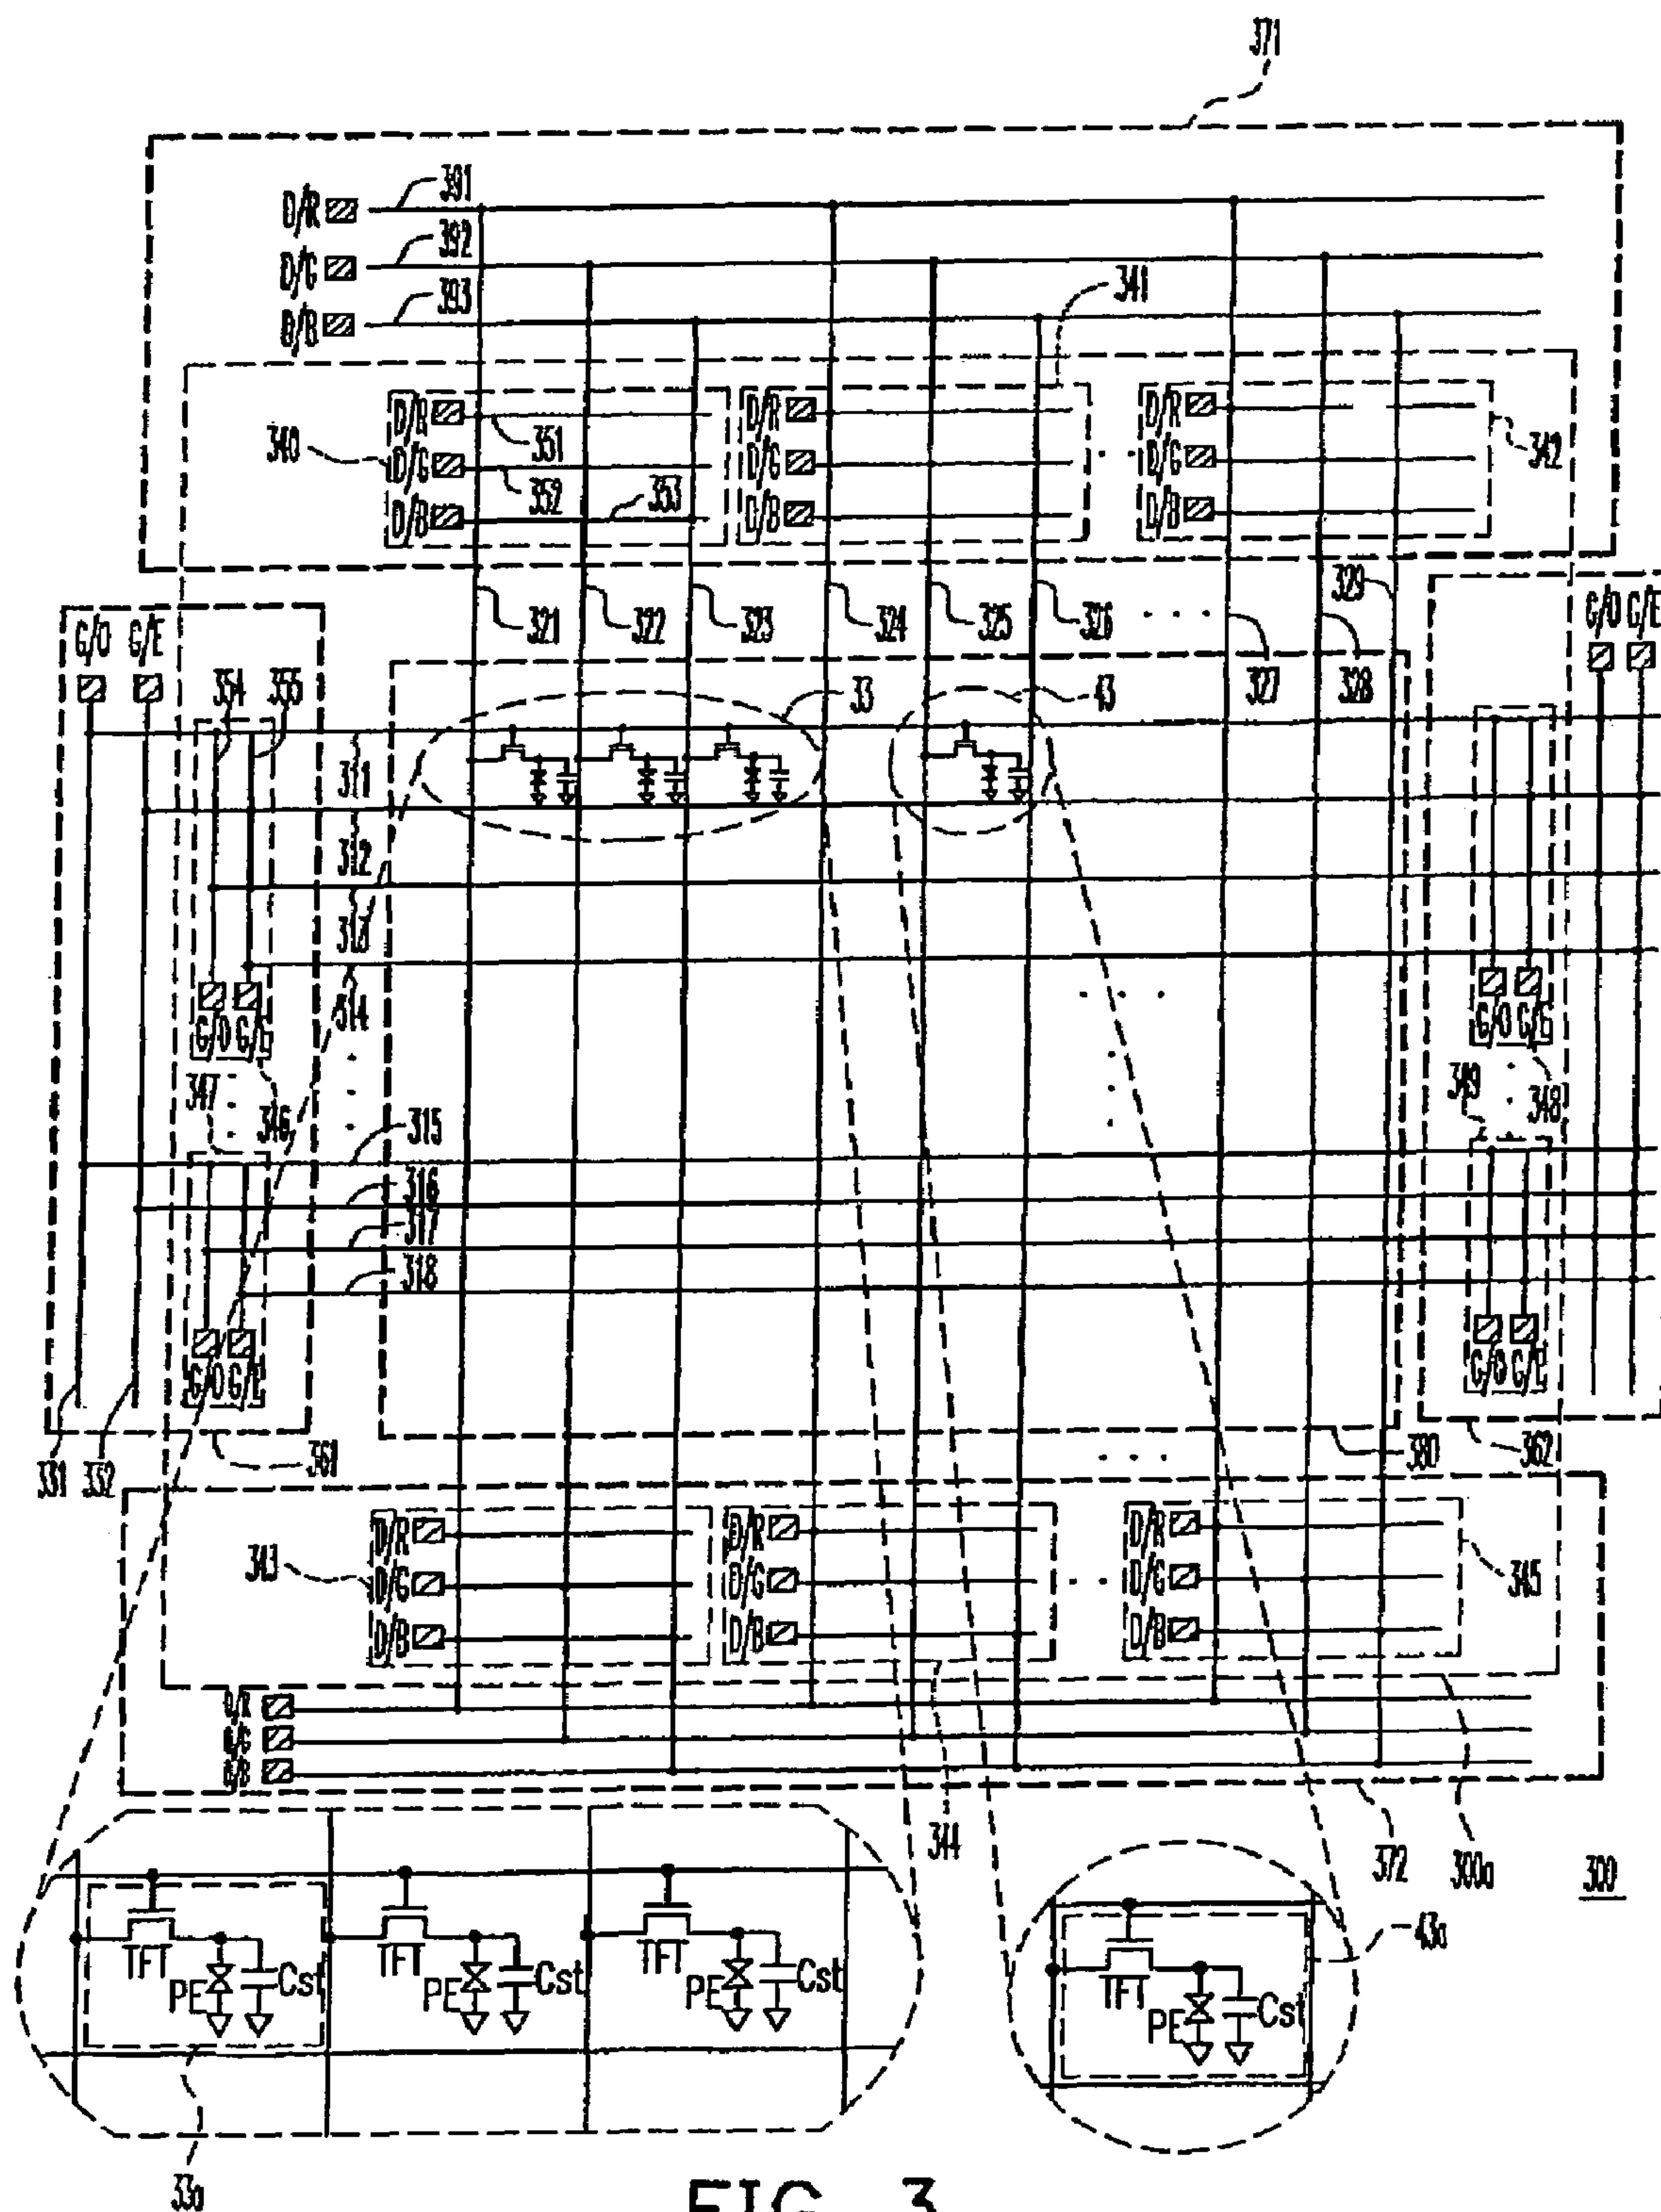 371
D/R 391
D/G 392
D/B 393
341
D/R D/R D/R
340 351 342
D/G D/G D/G
352 353
D/B D/B D/B
329
G/O G/E 321 322 323 324 325 326 G/O G/E
354 355 33 43 327 328
311
312
313
314
G/O G/E G/O G/E
347 349
346 348
315
316
317
318
G/O G/E G/O G/E
331 332 361 380 362
D/R D/R D/R
343 D/G D/G D/G 345
D/B D/B D/B
D/R
D/G
D/B
344 372 300a 300
43a
TFT TFT TFT TFT
PE Cst PE Cst PE Cst PE Cst
33a
FIG. 3